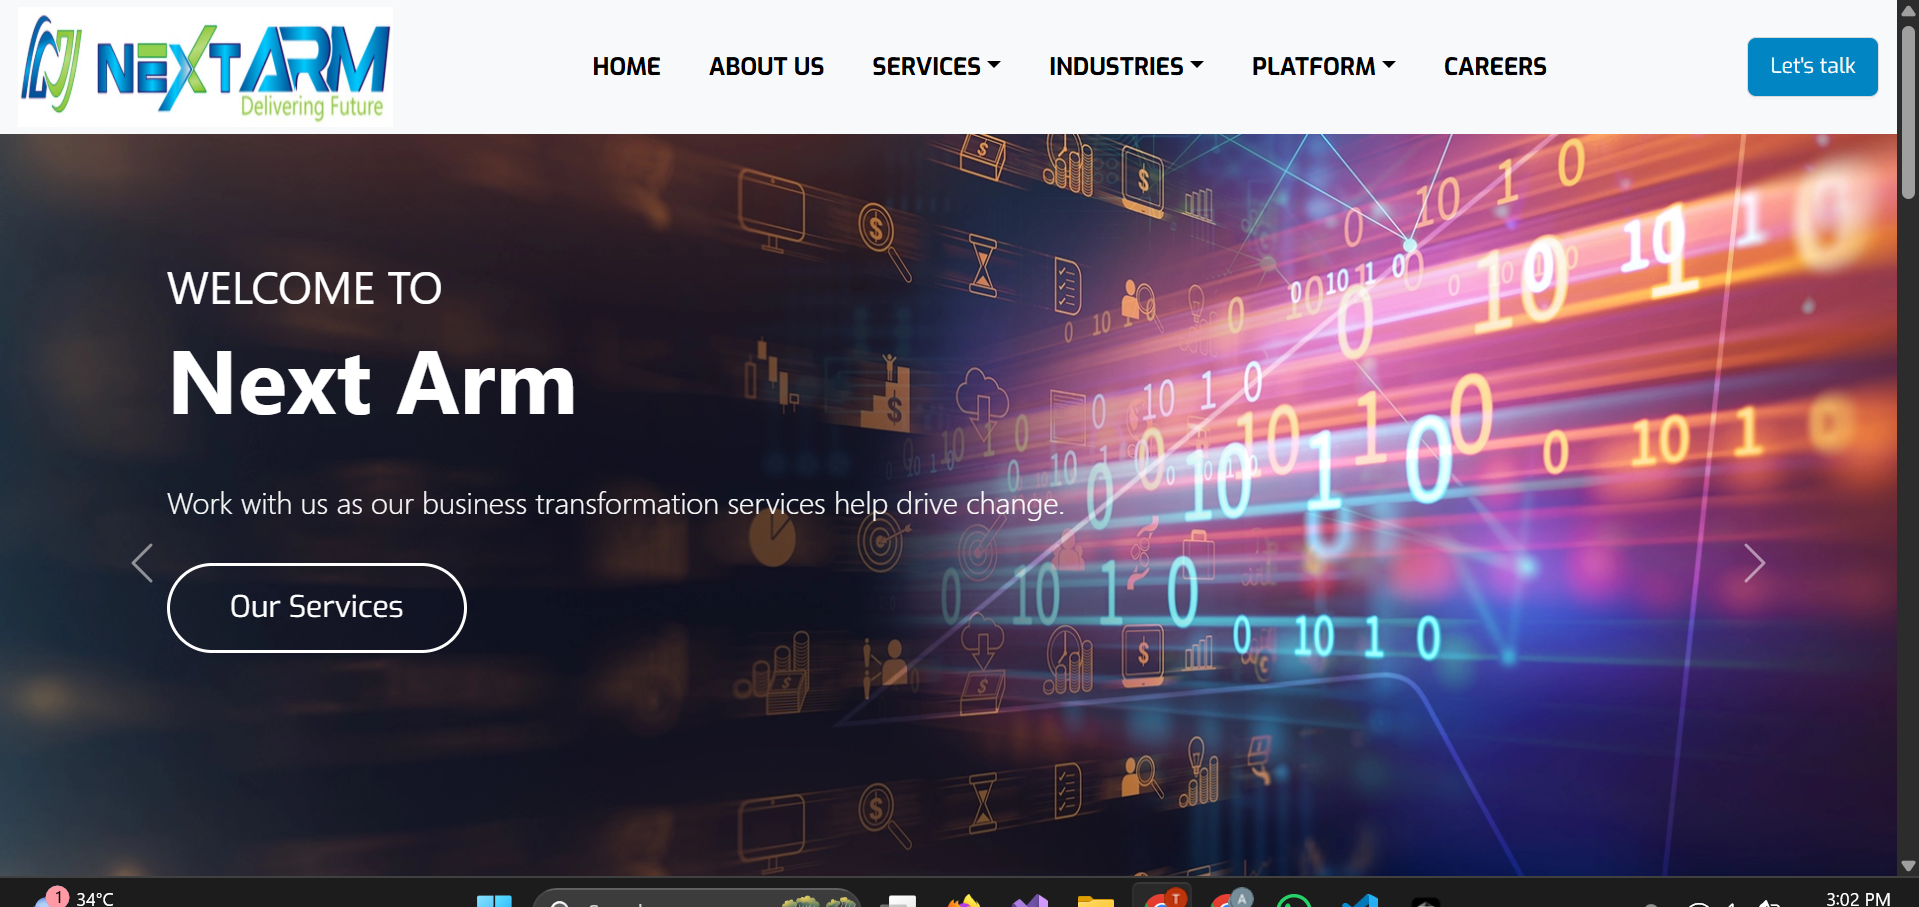 NEXTARM
Delivering Future
HOME ABOUT US SERVICES INDUSTRIES PLATFORM CAREERS Let's talk
WELCOME TO
Next Arm
Work with us as our business transformation services help drive change.
Our Services
1 34°C 3:02 PM